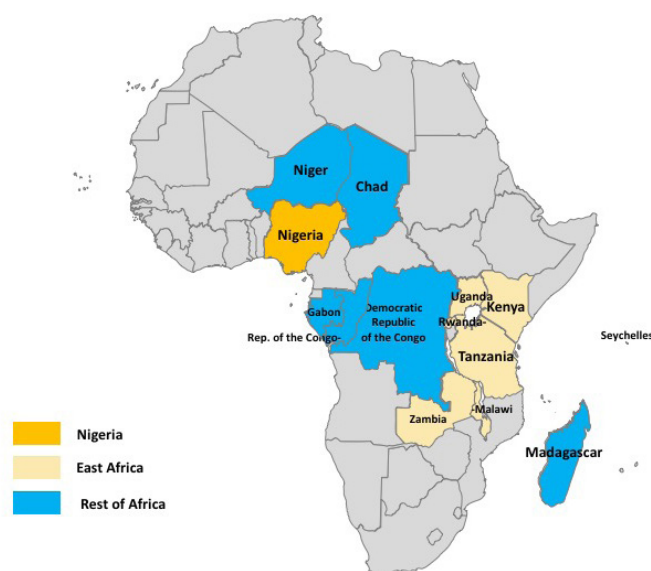 Niger
Chad
Nigeria
Uganda
Kenya
Gabon
Democratic
Republic
of the Congo
Rwanda-
Rep. of the Congo-
Seychelles
Tanzania
-Malawi
Zambia
Madagascar
Nigeria
East Africa
Rest of Africa